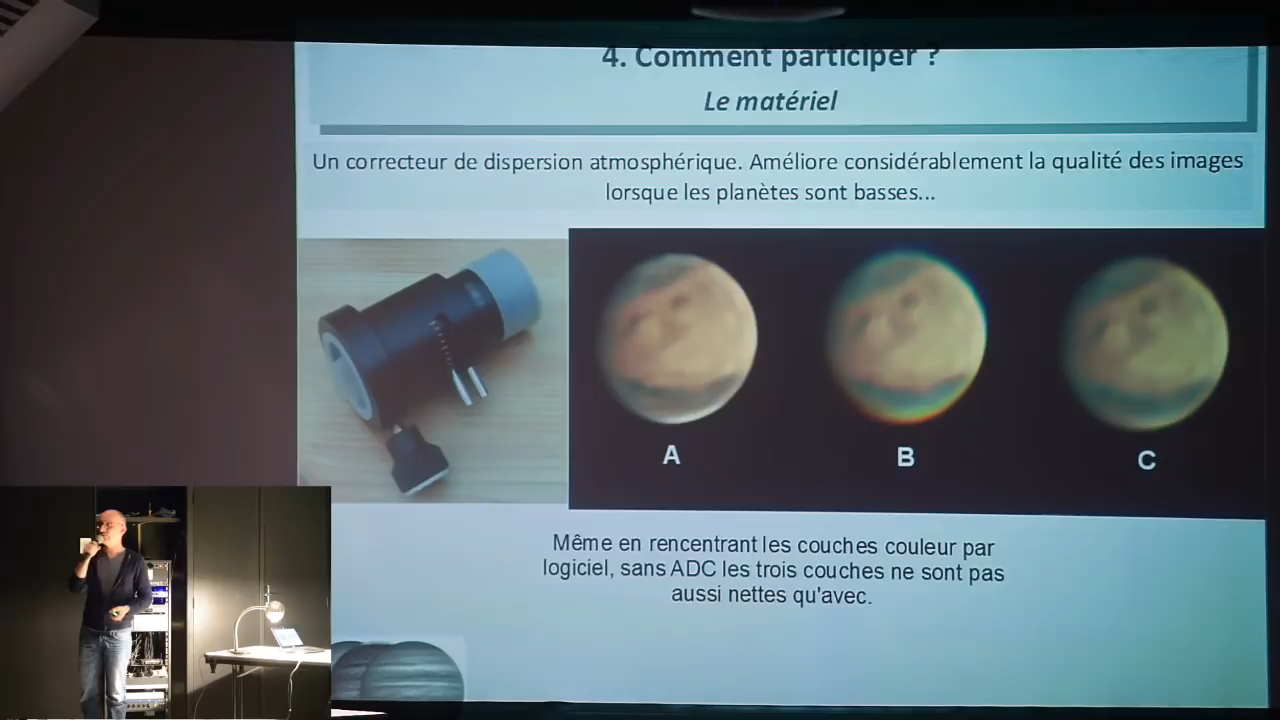 4. Comment participer ?
Le matériel
Un correcteur de dispersion atmosphérique. Améliore considérablement la qualité des images
lorsque les planètes sont basses...
A
B
C
Même en rencentrant les couches couleur par
logiciel, sans ADC les trois couches ne sont pas
aussi nettes qu'avec.